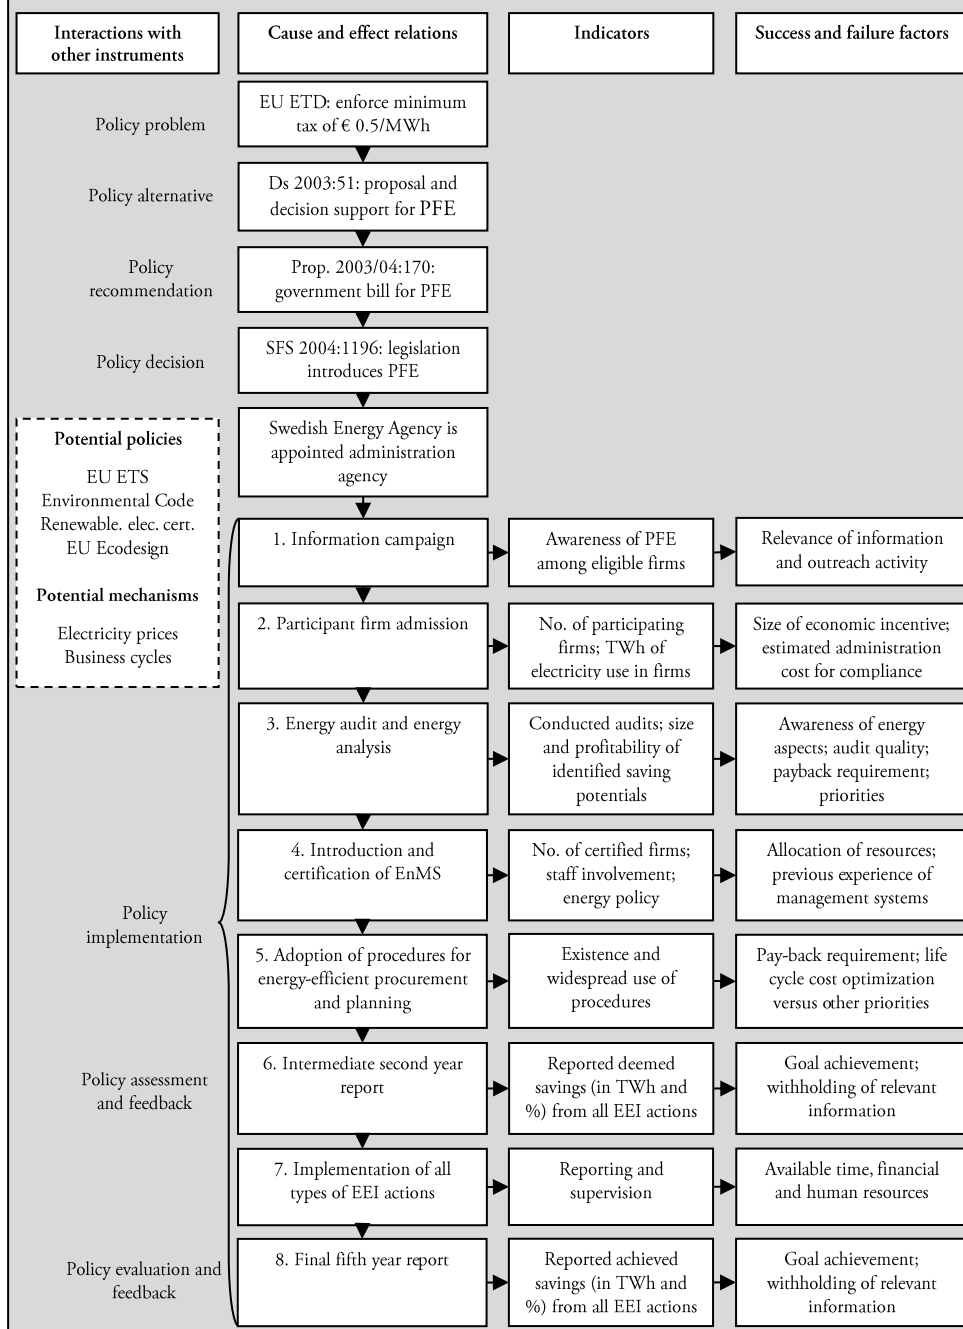 Interactions with
other instruments
Cause and effect relations
Indicators
Success and failure factors
Policy problem
EU ETD: enforce minimum
tax of € 0.5/MWh
Policy alternative
Ds 2003:51: proposal and
decision support for PFE
Policy
recommendation
Prop. 2003/04:170:
government bill for PFE
Policy decision
SFS 2004:1196: legislation
introduces PFE
Swedish Energy Agency is
appointed administration
agency
Potential policies
EU ETS
Environmental Code
Renewable. elec. cert.
EU Ecodesign
Potential mechanisms
Electricity prices
Business cycles
1. Information campaign
Awareness of PFE
among eligible firms
Relevance of information
and outreach activity
2. Participant firm admission
No. of participating
firms; TWh of
electricity use in firms
Size of economic incentive;
estimated administration
cost for compliance
3. Energy audit and energy
analysis
Conducted audits; size
and profitability of
identified saving
potentials
Awareness of energy
aspects; audit quality;
payback requirement;
priorities
Policy
implementation
4. Introduction and
certification of EnMS
No. of certified firms;
staff involvement;
energy policy
Allocation of resources;
previous experience of
management systems
5. Adoption of procedures for
energy-efficient procurement
and planning
Existence and
widespread use of
procedures
Pay-back requirement; life
cycle cost optimization
versus other priorities
Policy assessment
and feedback
6. Intermediate second year
report
Reported deemed
savings (in TWh and
%) from all EEI actions
Goal achievement;
withholding of relevant
information
7. Implementation of all
types of EEI actions
Reporting and
supervision
Available time, financial
and human resources
Policy evaluation and
feedback
8. Final fifth year report
Reported achieved
savings (in TWh and
%) from all EEI actions
Goal achievement;
withholding of relevant
information